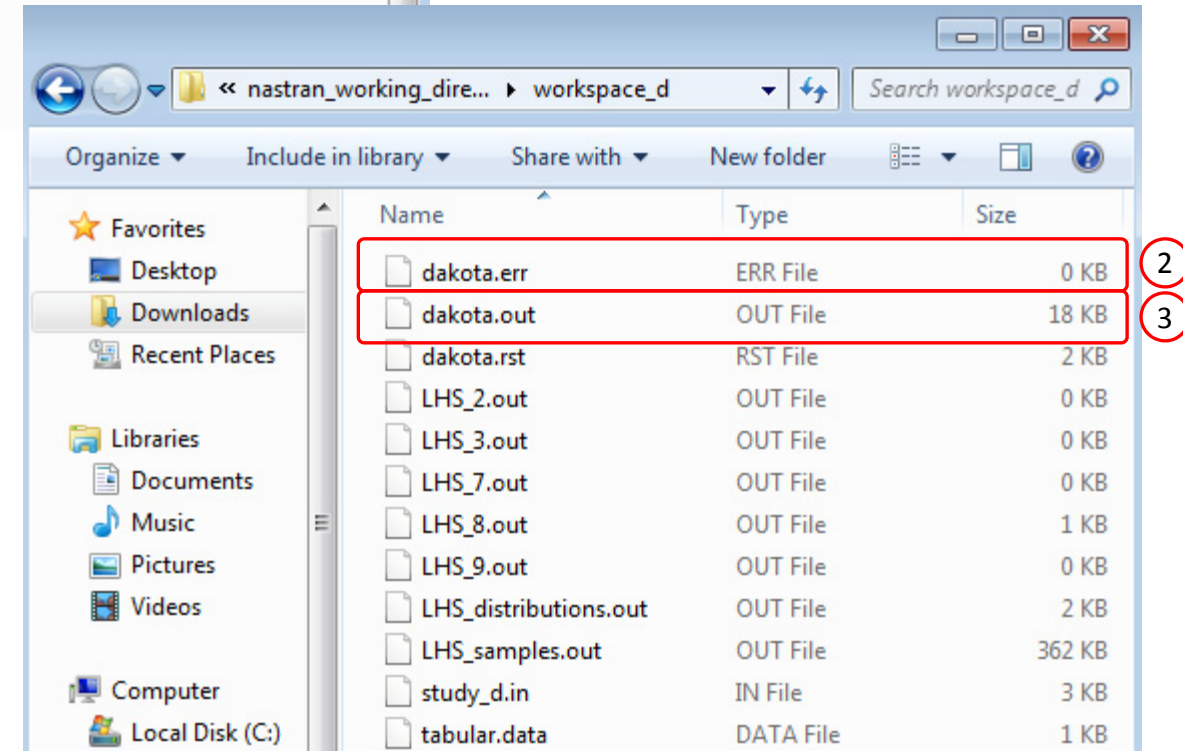 « nastran_working_dire... workspace_d Search workspace_d
Organize Include in library Share with New folder
Favorites
Desktop
Downloads
Recent Places
Libraries
Documents
Music
Pictures
Videos
Computer
Local Disk (C:)
Name Type Size
dakota.err ERR File 0 KB 2
dakota.out OUT File 18 KB 3
dakota.rst RST File 2 KB
LHS_2.out OUT File 0 KB
LHS_3.out OUT File 0 KB
LHS_7.out OUT File 0 KB
LHS_8.out OUT File 1 KB
LHS_9.out OUT File 0 KB
LHS_distributions.out OUT File 2 KB
LHS_samples.out OUT File 362 KB
study_d.in IN File 3 KB
tabular.data DATA File 1 KB